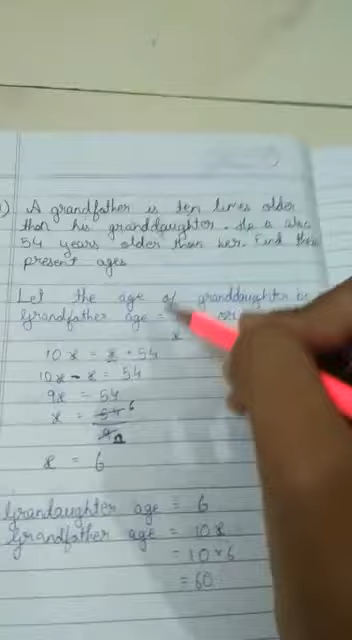 1) A grandfather is ten times older
than his granddaughter. He is also
54 years older than her. Find their
present ages
Let the age of granddaughter be
Grandfather age =
x
10x = x + 54
10x - x = 54
9x = 54
x = 54 6
9
x = 6
Grandaughter age = 6
Grandfather age = 10x
= 10×6
= 60